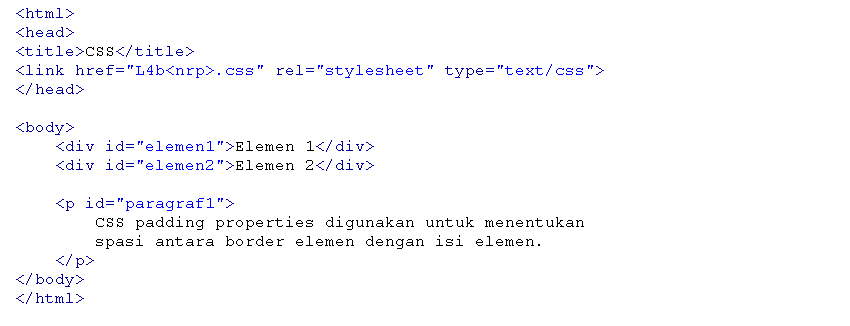 <html>
<head>
<title>CSS</title>
<link href="L4b<nrp>.css" rel="stylesheet" type="text/css">
</head>
<body>
<div id="elemen1">Elemen 1</div>
<div id="elemen2">Elemen 2</div>
<p id="paragraf1">
CSS padding properties digunakan untuk menentukan
spasi antara border elemen dengan isi elemen.
</p>
</body>
</html>